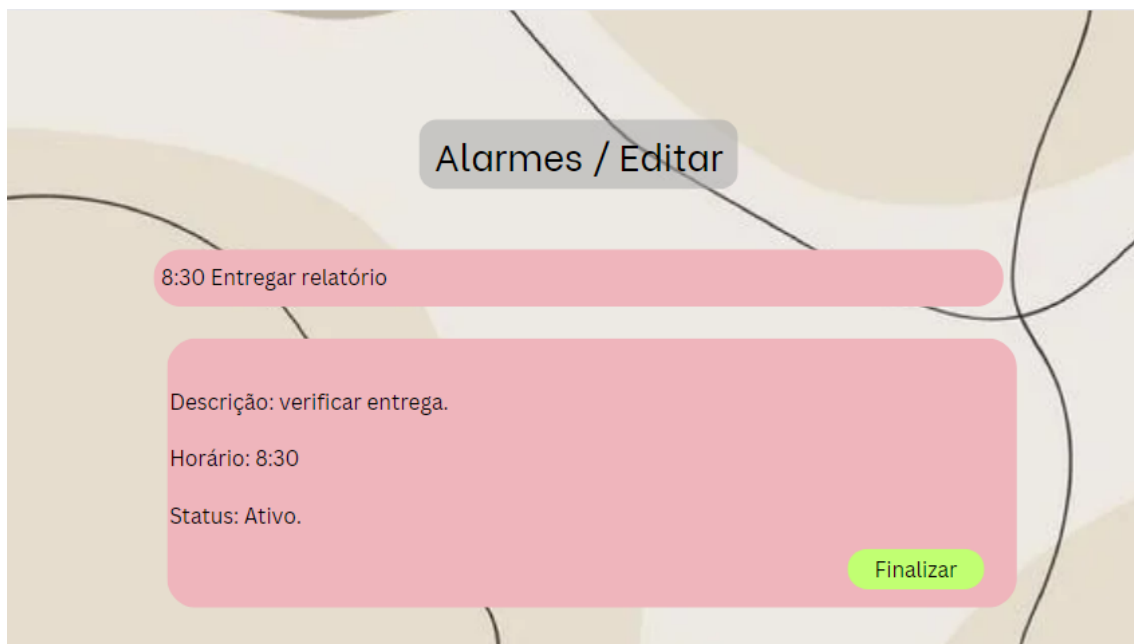 Alarmes / Editar
8:30 Entregar relatório
Descrição: verificar entrega.
Horário: 8:30
Status: Ativo.
Finalizar